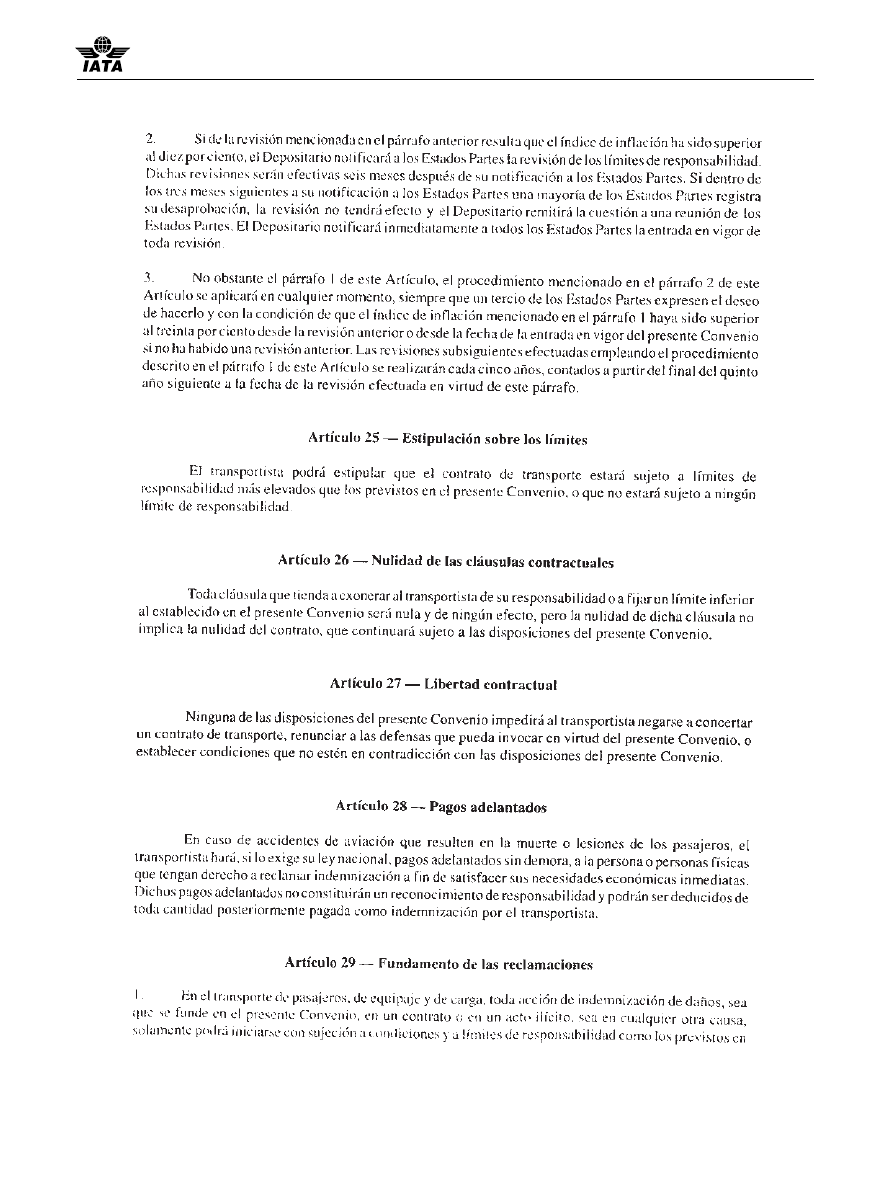 IATA
2. Si de la revisión mencionada en el párrafo anterior resulta que el índice de inflación ha sido superior
al diez por ciento, el Depositario notificará a los Estados Partes la revisión de los límites de responsabilidad.
Dichas revisiones serán efectivas seis meses después de su notificación a los Estados Partes. Si dentro de
los tres meses siguientes a su notificación a los Estados Partes una mayoría de los Estados Partes registra
su desaprobación, la revisión no tendrá efecto y el Depositario remitirá la cuestión a una reunión de los
Estados Partes. El Depositario notificará inmediatamente a todos los Estados Partes la entrada en vigor de
toda revisión.
3. No obstante el párrafo 1 de este Artículo, el procedimiento mencionado en el párrafo 2 de este
Artículo se aplicará en cualquier momento, siempre que un tercio de los Estados Partes expresen el deseo
de hacerlo y con la condición de que el índice de inflación mencionado en el párrafo 1 haya sido superior
al treinta por ciento desde la revisión anterior o desde la fecha de la entrada en vigor del presente Convenio
si no ha habido una revisión anterior. Las revisiones subsiguientes efectuadas empleando el procedimiento
descrito en el párrafo 1 de este Artículo se realizarán cada cinco años, contados a partir del final del quinto
año siguiente a la fecha de la revisión efectuada en virtud de este párrafo.
Artículo 25 — Estipulación sobre los límites
El transportista podrá estipular que el contrato de transporte estará sujeto a límites de
responsabilidad más elevados que los previstos en el presente Convenio, o que no estará sujeto a ningún
límite de responsabilidad.
Artículo 26 — Nulidad de las cláusulas contractuales
Toda cláusula que tienda a exonerar al transportista de su responsabilidad o a fijar un límite inferior
al establecido en el presente Convenio será nula y de ningún efecto, pero la nulidad de dicha cláusula no
implica la nulidad del contrato, que continuará sujeto a las disposiciones del presente Convenio.
Artículo 27 — Libertad contractual
Ninguna de las disposiciones del presente Convenio impedirá al transportista negarse a concertar
un contrato de transporte, renunciar a las defensas que pueda invocar en virtud del presente Convenio, o
establecer condiciones que no estén en contradicción con las disposiciones del presente Convenio.
Artículo 28 — Pagos adelantados
En caso de accidentes de aviación que resulten en la muerte o lesiones de los pasajeros, el
transportista hará, si lo exige su ley nacional, pagos adelantados sin demora, a la persona o personas físicas
que tengan derecho a reclamar indemnización a fin de satisfacer sus necesidades económicas inmediatas.
Dichos pagos adelantados no constituirán un reconocimiento de responsabilidad y podrán ser deducidos de
toda cantidad posteriormente pagada como indemnización por el transportista.
Artículo 29 — Fundamento de las reclamaciones
1. En el transporte de pasajeros, de equipaje y de carga, toda acción de indemnización de daños, sea
que se funde en el presente Convenio, en un contrato o en un acto ilícito, sea en cualquier otra causa,
solamente podrá iniciarse con sujeción a condiciones y a límites de responsabilidad como los previstos en